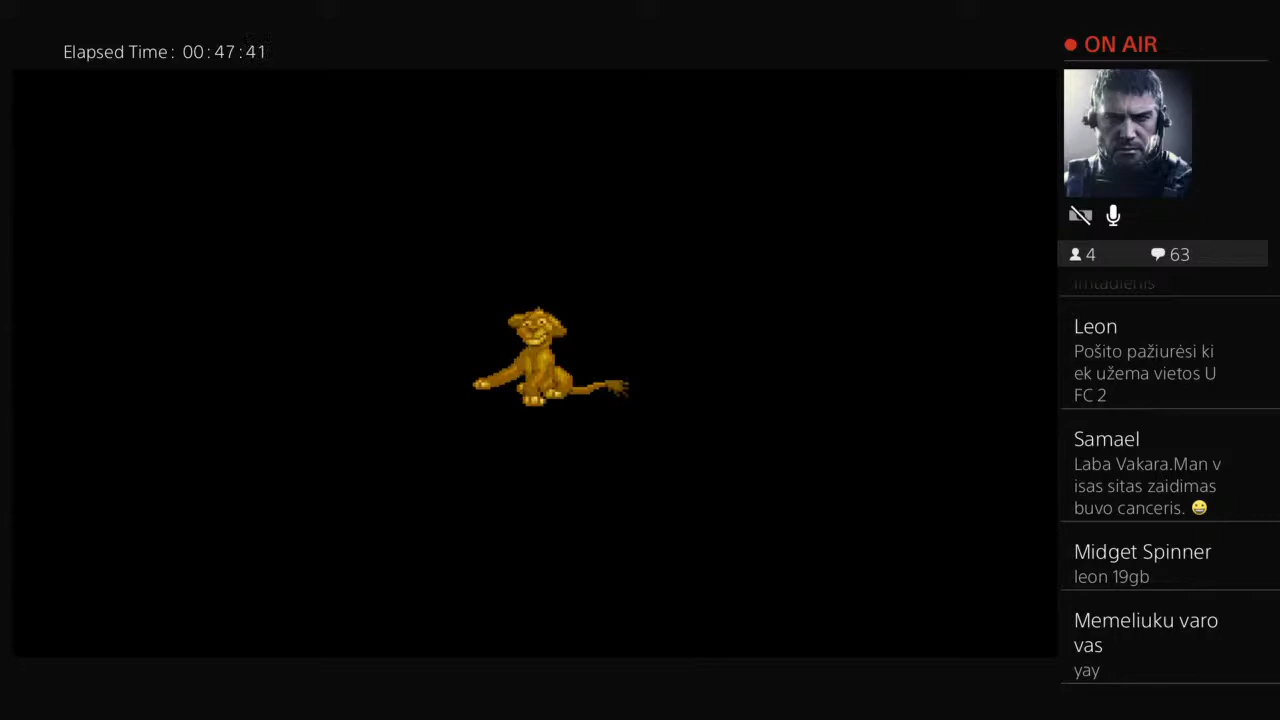 Elapsed Time: 00:47:41
ON AIR
4
63
imtadienis
Leon
Pošito pažiurėsi ki
ek užema vietos U
FC 2
Samael
Laba Vakara.Man v
isas sitas zaidimas
buvo canceris.
Midget Spinner
leon 19gb
Memeliuku varo
vas
yay